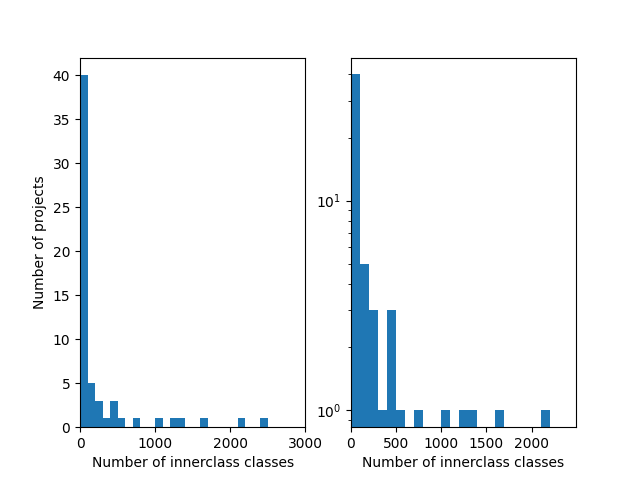 40
35
30
25
20
15
10
5
0
Number of projects
0 1000 2000 3000
Number of innerclass classes
10^1
10^0
0 500 1000 1500 2000
Number of innerclass classes